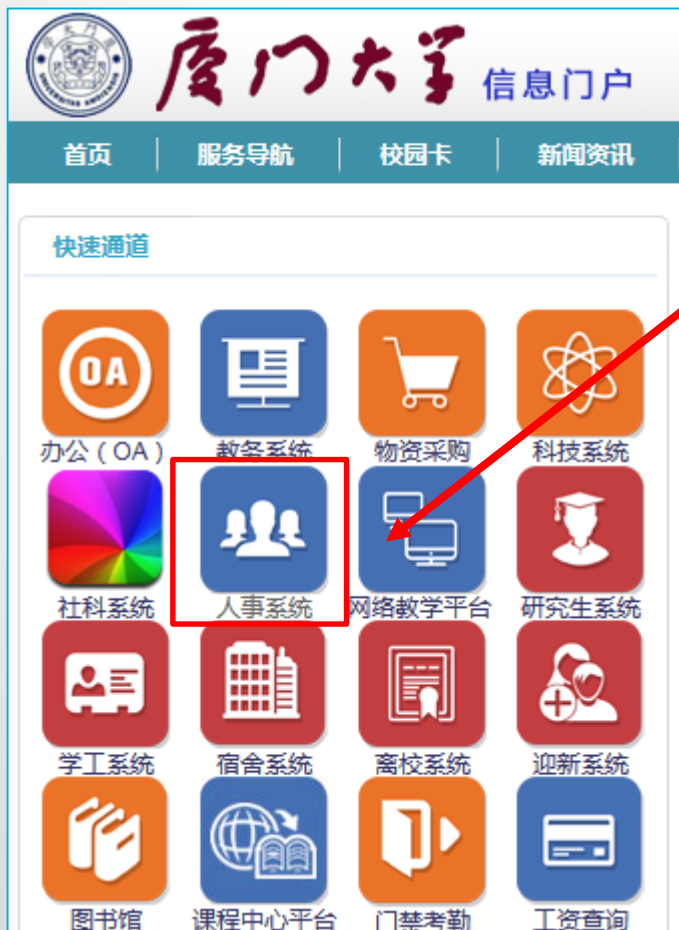 厦门大学 信息门户
首页 服务导航 校园卡 新闻资讯
快速通道
OA
办公（OA） 教务系统 物资采购 科技系统
社科系统 人事系统 网络教学平台 研究生系统
学工系统 宿舍系统 离校系统 迎新系统
图书馆 课程中心平台 门禁考勤 工资查询